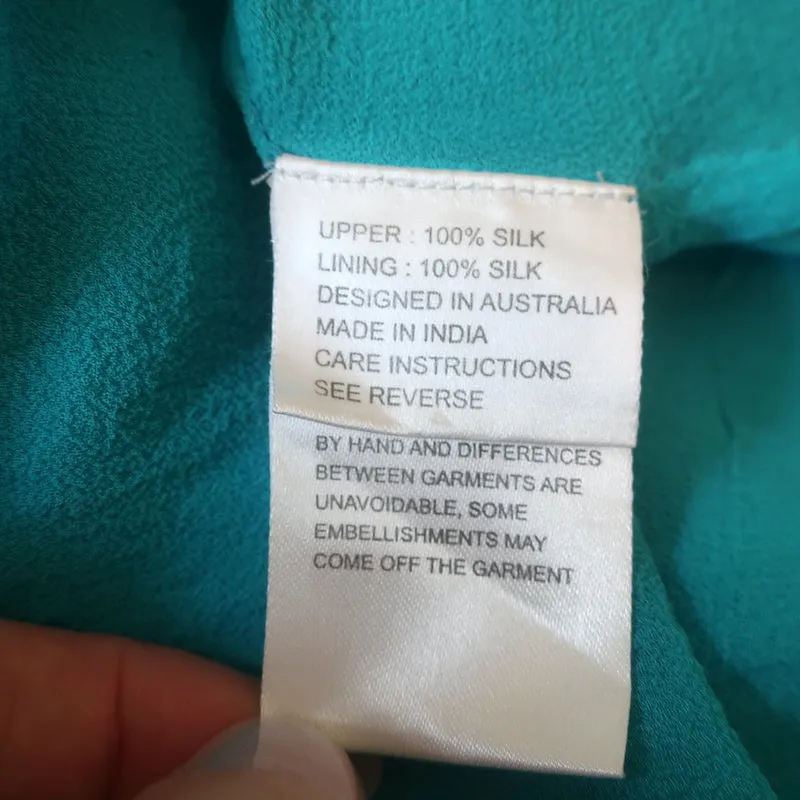 UPPER : 100% SILK
LINING : 100% SILK
DESIGNED IN AUSTRALIA
MADE IN INDIA
CARE INSTRUCTIONS
SEE REVERSE
BY HAND AND DIFFERENCES
BETWEEN GARMENTS ARE
UNAVOIDABLE, SOME
EMBELLISHMENTS MAY
COME OFF THE GARMENT